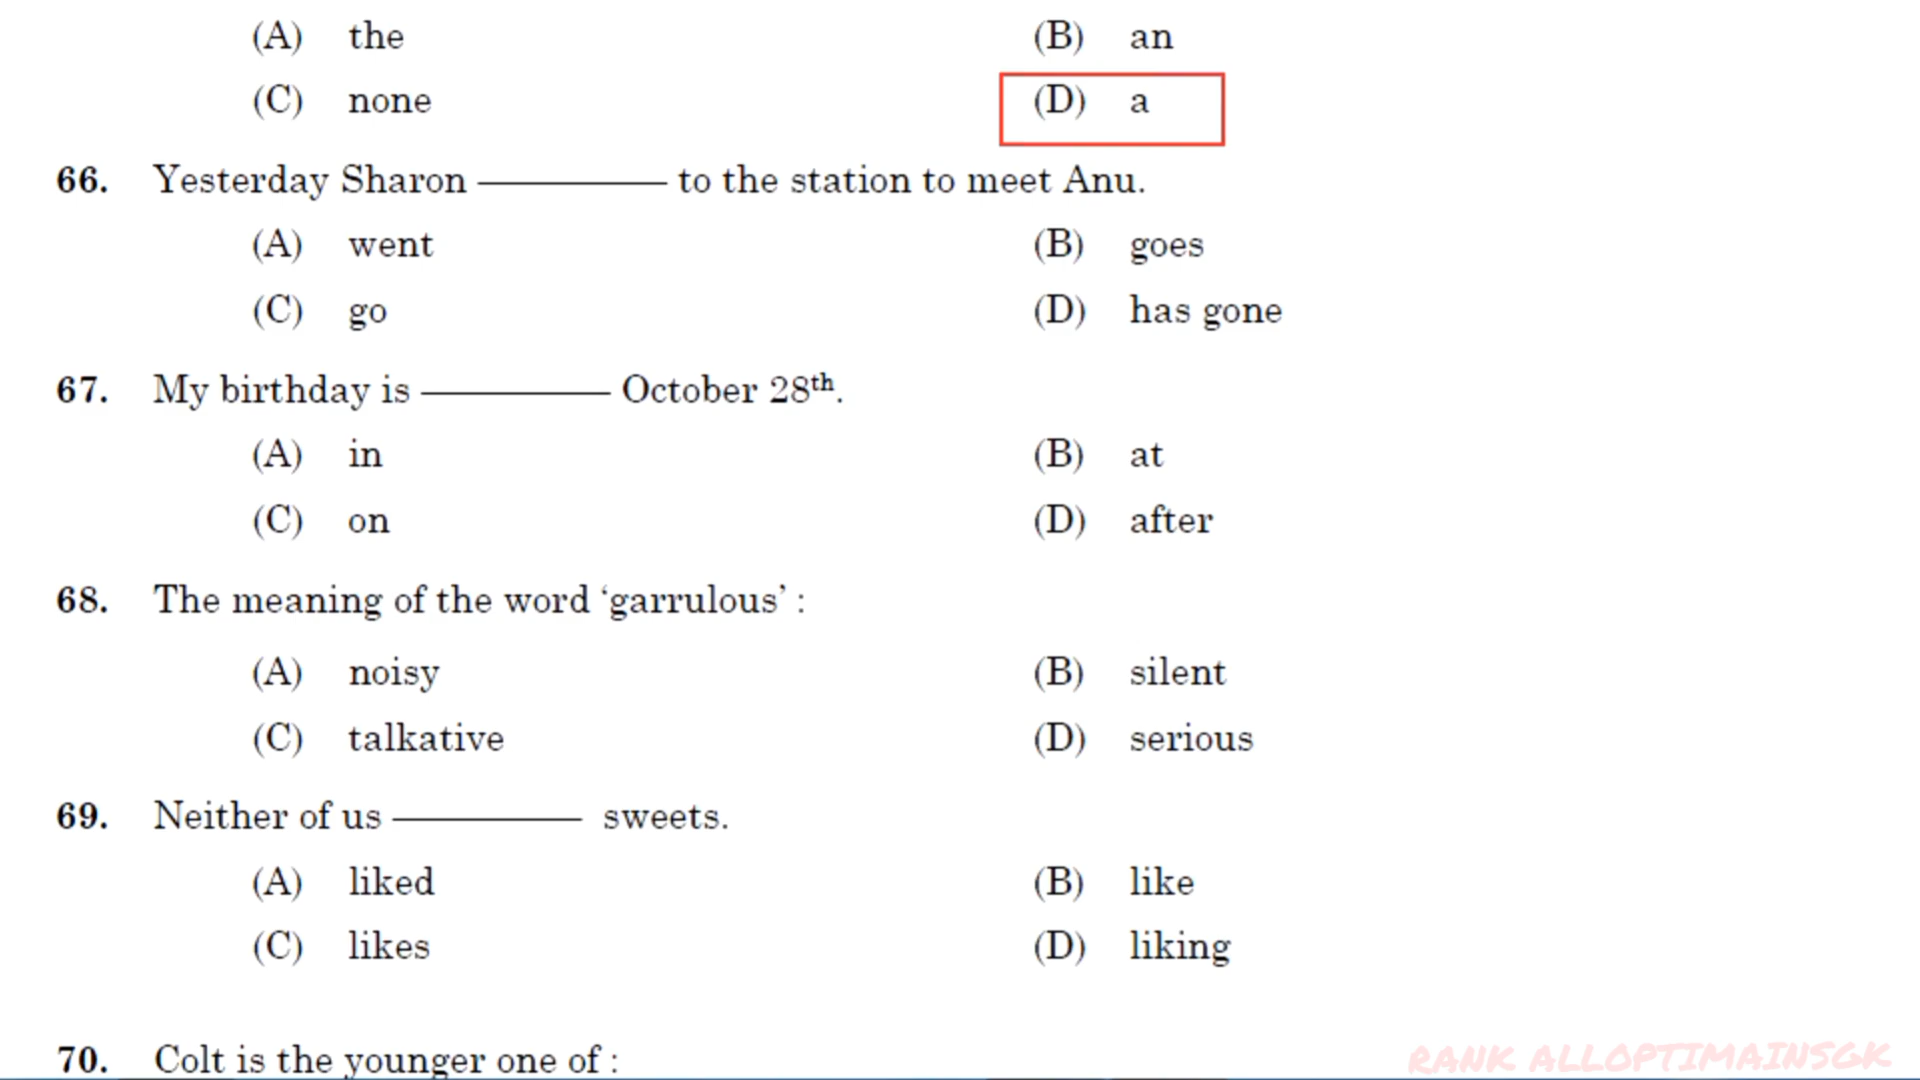 (A) the (B) an
(C) none (D) a
66. Yesterday Sharon ———— to the station to meet Anu.
(A) went (B) goes
(C) go (D) has gone
67. My birthday is ———— October 28th.
(A) in (B) at
(C) on (D) after
68. The meaning of the word ‘garrulous’ :
(A) noisy (B) silent
(C) talkative (D) serious
69. Neither of us ———— sweets.
(A) liked (B) like
(C) likes (D) liking
70. Colt is the younger one of :
RANK ALLOPTIMAINSGK